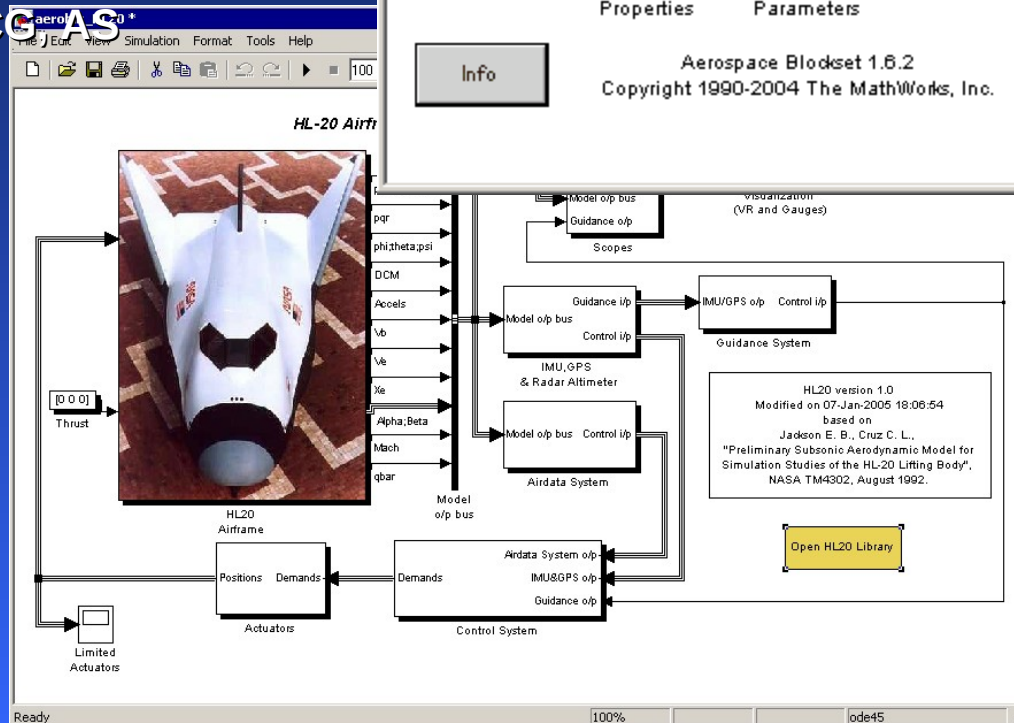 CG, AS
Properties Parameters
Info
Aerospace Blockset 1.6.2
Copyright 1990-2004 The MathWorks, Inc.
File Edit View Simulation Format Tools Help
100
HL-20
pqr
phi;theta;psi
DCM
Accels
Vb
Ve
Xe
Alpha;Beta
Mach
qbar
Model
o/p bus
HL20
Airframe
[0 0 0]
Thrust
Model o/p bus
Guidance o/p
Scopes
Visualization
(VR and Gauges)
Guidance i/p
Model o/p bus
Control i/p
IMU,GPS
& Radar Altimeter
IMU/GPS o/p Control i/p
Guidance System
Model o/p bus Control i/p
Airdata System
HL20 version 1.0
Modified on 07-Jan-2005 18:06:54
based on
Jackson E. B., Cruz C. L.,
"Preliminary Subsonic Aerodynamic Model for
Simulation Studies of the HL-20 Lifting Body",
NASA TM4302, August 1992.
Open HL20 Library
Positions Demands
Actuators
Airdata System o/p
Demands IMU&GPS o/p
Guidance o/p
Control System
Limited
Actuators
Ready 100% ode45